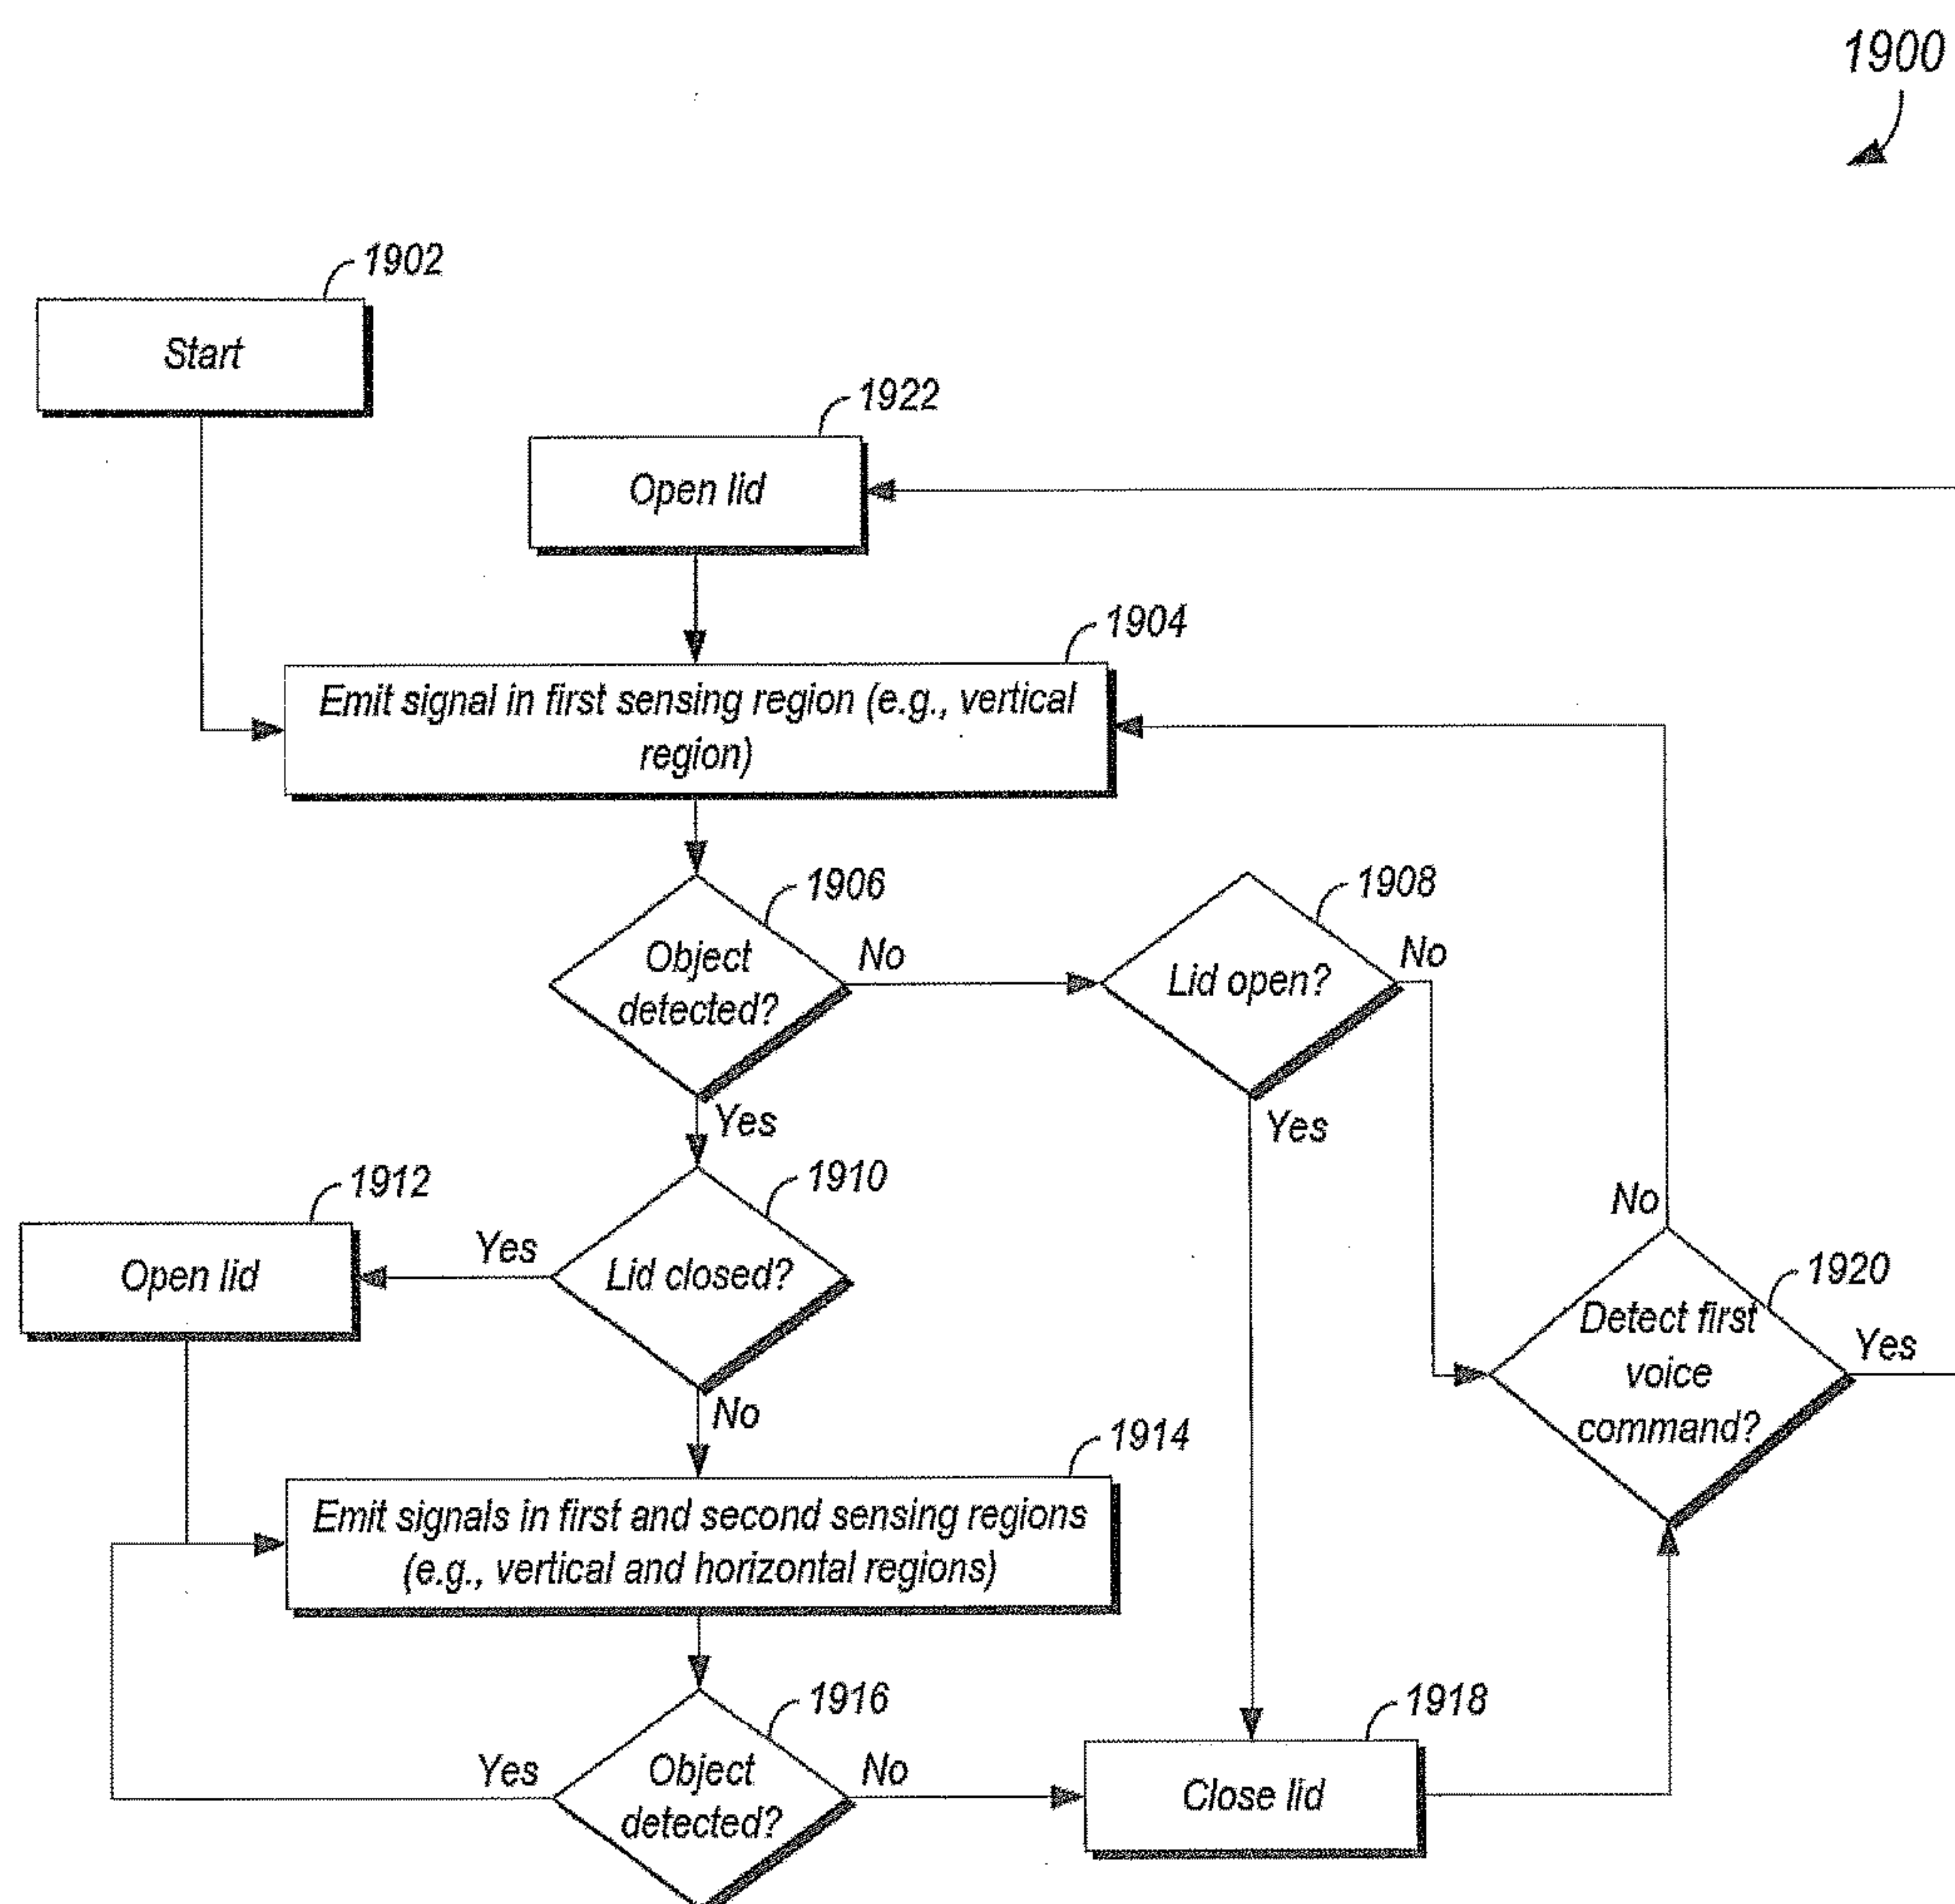 1900
1902
Start
1922
Open lid
1904
Emit signal in first sensing region (e.g., vertical
region)
1906
Object
detected?
No
Yes
1908
Lid open?
No
Yes
1910
Lid closed?
Yes
No
1912
Open lid
1914
Emit signals in first and second sensing regions
(e.g., vertical and horizontal regions)
1916
Object
detected?
Yes
No
1918
Close lid
1920
Detect first
voice
command?
No
Yes